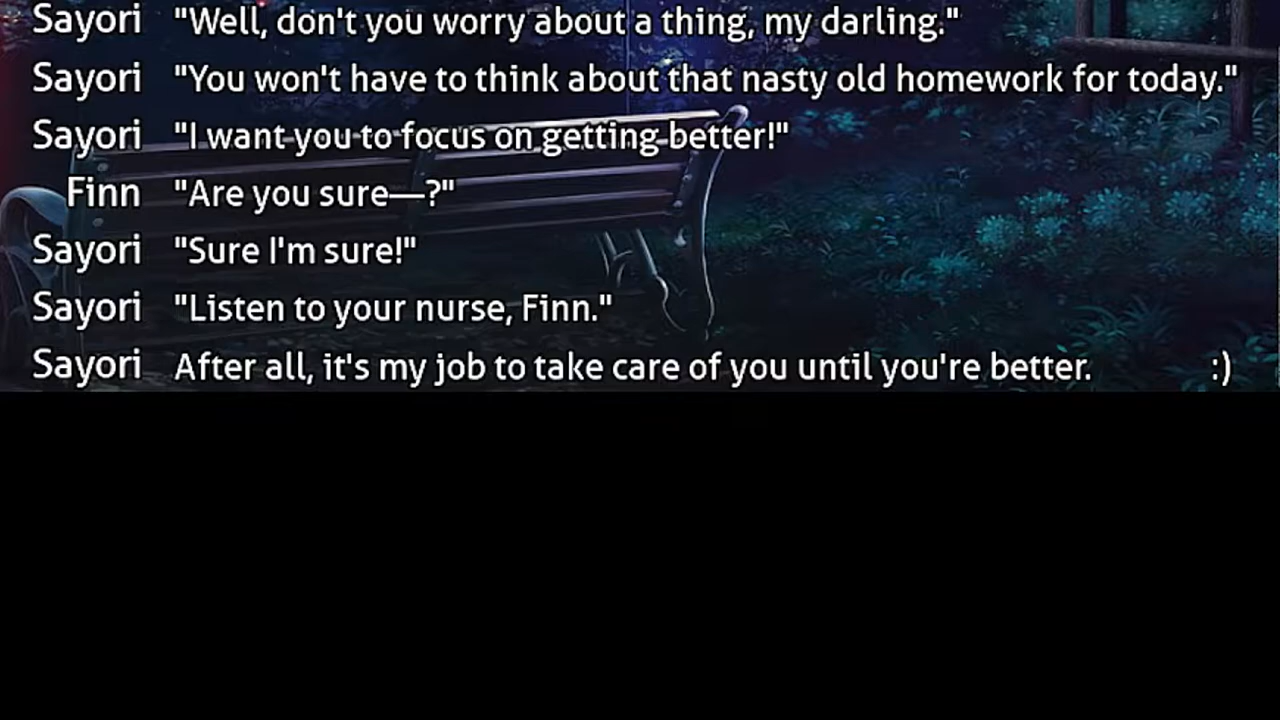 Sayori "Well, don't you worry about a thing, my darling."
Sayori "You won't have to think about that nasty old homework for today."
Sayori "I want you to focus on getting better!"
Finn "Are you sure—?"
Sayori "Sure I'm sure!"
Sayori "Listen to your nurse, Finn."
Sayori After all, it's my job to take care of you until you're better. :)